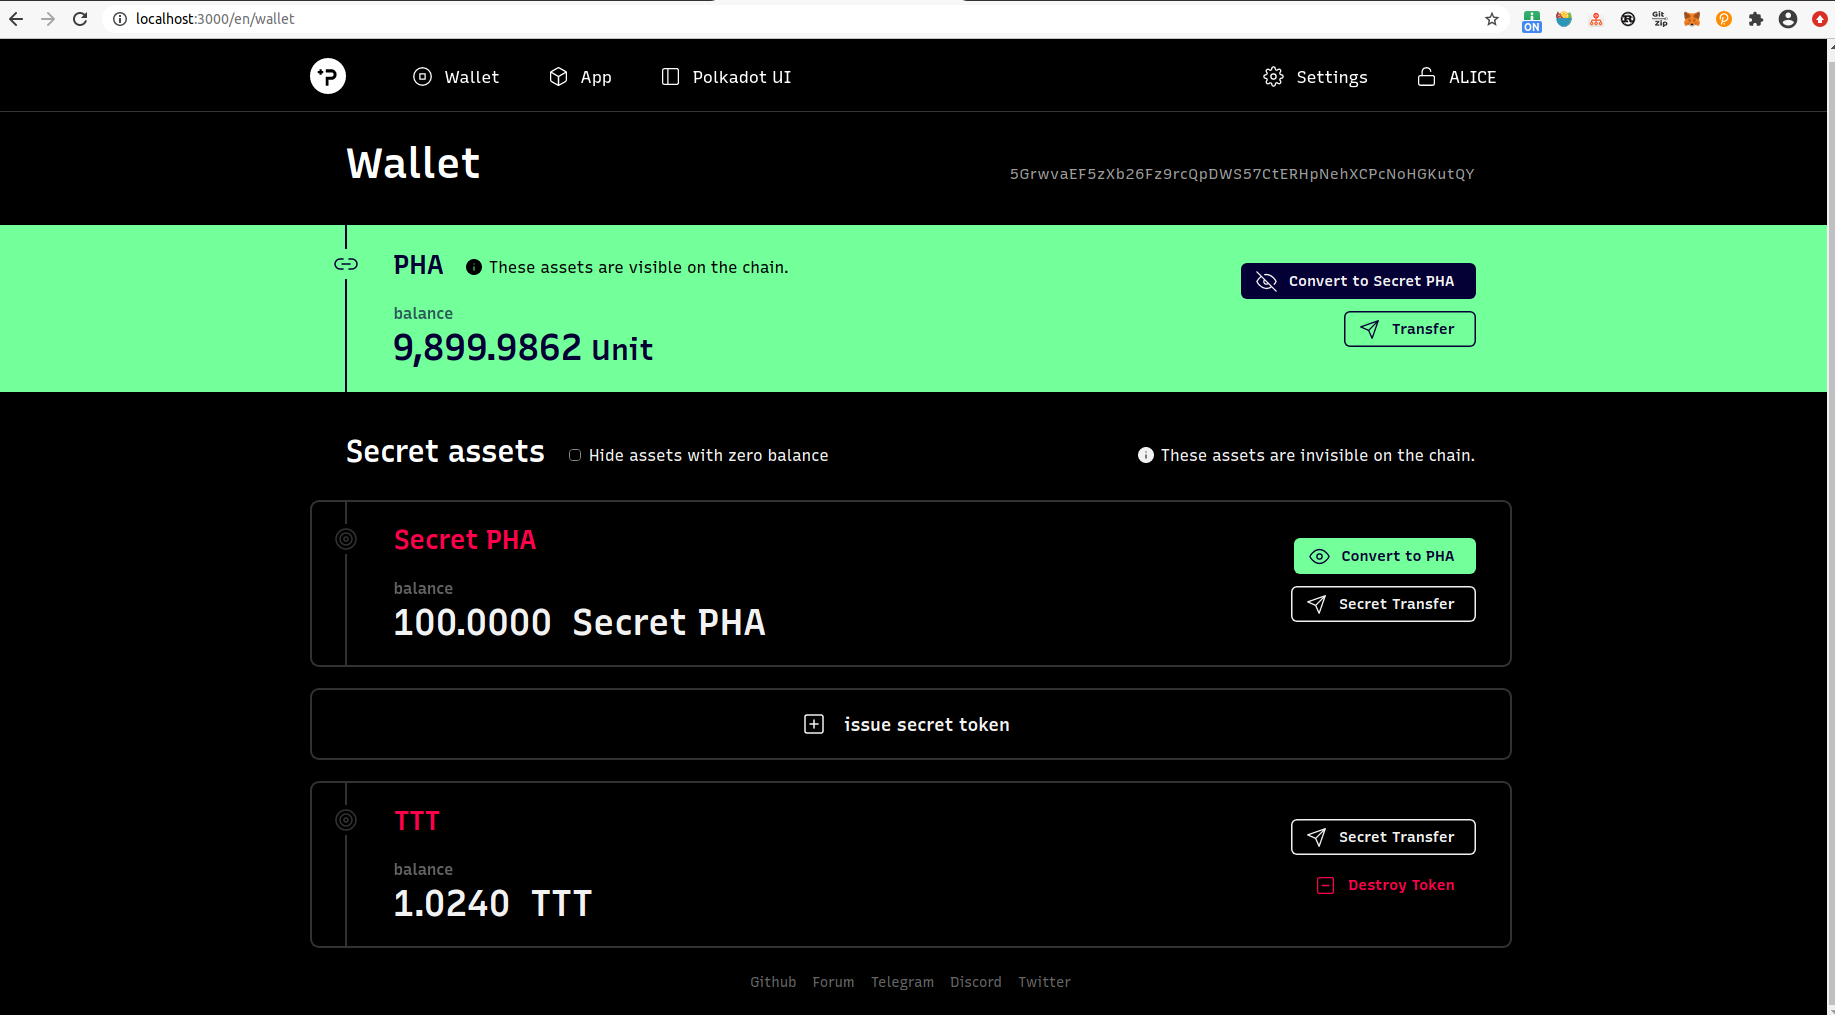 localhost:3000/en/wallet
ON
Git
Zip
Wallet
App
Polkadot UI
Settings
ALICE
Wallet
5GrwvaEF5zXb26Fz9rcQpDWS57CtERHpNehXCPcNoHGKutQY
PHA
These assets are visible on the chain.
Convert to Secret PHA
balance
Transfer
9,899.9862 Unit
Secret assets
Hide assets with zero balance
These assets are invisible on the chain.
Secret PHA
Convert to PHA
balance
Secret Transfer
100.0000 Secret PHA
issue secret token
TTT
Secret Transfer
balance
Destroy Token
1.0240 TTT
Github Forum Telegram Discord Twitter